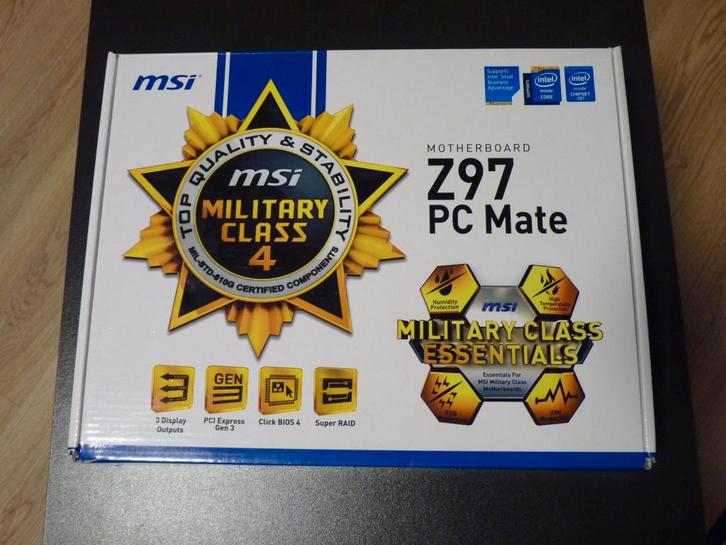 msi
Supports
Intel Small
Business
Advantage
intel
inside
CORE
intel
inside
CHIPSET
Z97
TOP QUALITY & STABILITY
msi
MILITARY
CLASS
4
MIL-STD-810G CERTIFIED COMPONENTS
MOTHERBOARD
Z97
PC Mate
Humidity
Protection
msi
High
Temperature
Protection
MILITARY CLASS
ESSENTIALS
Essentials For
MSI Military Class
Motherboards
ESD
EMI
GEN
3 Display
Outputs
PCI Express
Gen 3
Click BIOS 4
Super RAID